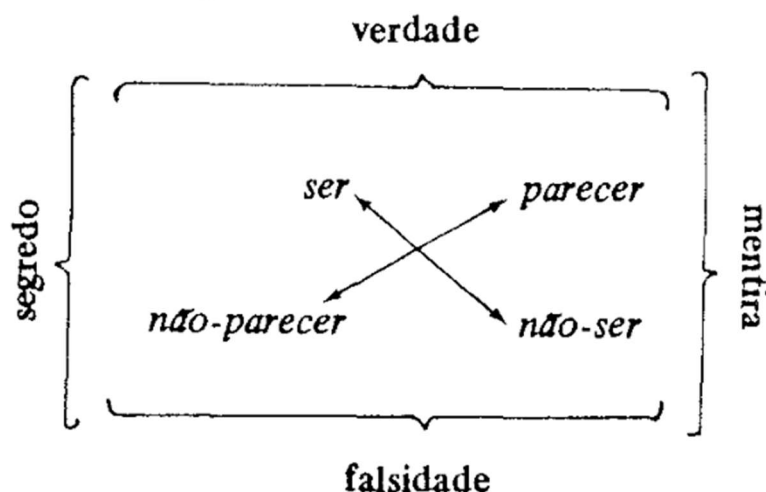 verdade
segredo
ser parecer
mentira
não-parecer não-ser
falsidade